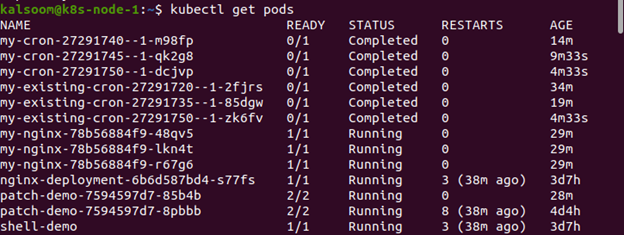 kalsoom@k8s-node-1:~$ kubectl get pods
NAME READY STATUS RESTARTS AGE
my-cron-27291740--1-m98fp 0/1 Completed 0 14m
my-cron-27291745--1-qk2g8 0/1 Completed 0 9m33s
my-cron-27291750--1-dcjvp 0/1 Completed 0 4m33s
my-existing-cron-27291720--1-2fjrs 0/1 Completed 0 34m
my-existing-cron-27291735--1-85dgw 0/1 Completed 0 19m
my-existing-cron-27291750--1-zk6fv 0/1 Completed 0 4m33s
my-nginx-78b56884f9-48qv5 1/1 Running 0 29m
my-nginx-78b56884f9-lkn4t 1/1 Running 0 29m
my-nginx-78b56884f9-r67g6 1/1 Running 0 29m
nginx-deployment-6b6d587bd4-s77fs 1/1 Running 3 (38m ago) 3d7h
patch-demo-7594597d7-85b4b 2/2 Running 0 28m
patch-demo-7594597d7-8pbbb 2/2 Running 8 (38m ago) 4d4h
shell-demo 1/1 Running 3 (38m ago) 3d7h